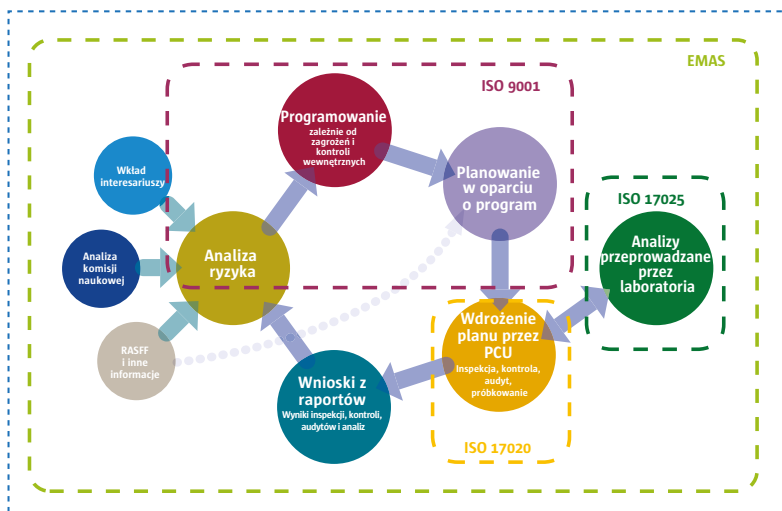 EMAS
ISO 9001
Programowanie
zależnie od
zagrożeń i
kontroli
wewnętrznych
Wkład
interesariuszy
Planowanie
w oparciu
o program
ISO 17025
Analizy
przeprowadzane
przez
laboratoria
Analiza
komisji
naukowej
Analiza
ryzyka
RASFF
i inne
informacje
Wdrożenie
planu przez
PCU
Inspekcja, kontrola,
audyt,
próbkowanie
Wnioski z
raportów
Wyniki inspekcji, kontroli,
audytów i analiz
ISO 17020